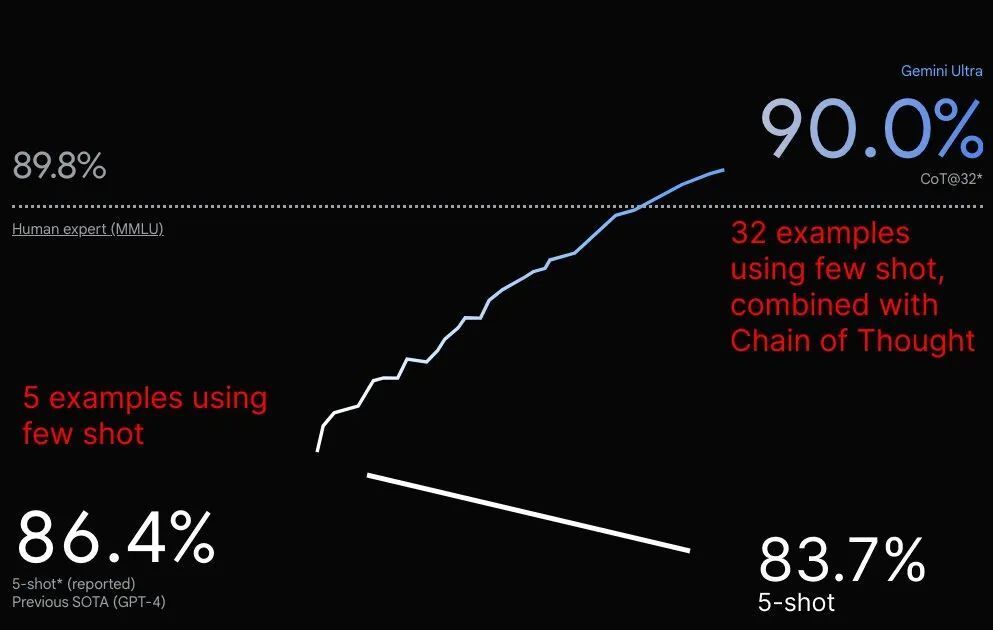 Gemini Ultra
90.0%
CoT@32*
89.8%
Human expert (MMLU)
32 examples
using few shot,
combined with
Chain of Thought
5 examples using
few shot
86.4%
5-shot* (reported)
Previous SOTA (GPT-4)
83.7%
5-shot